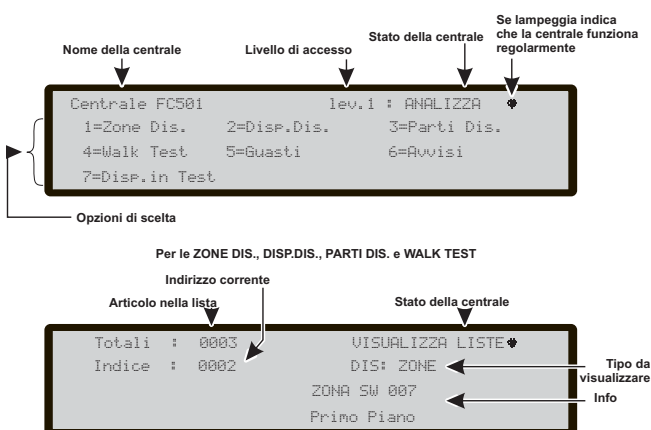 Se lampeggia indica
che la centrale funziona
regolarmente
Nome della centrale
Livello di accesso
Stato della centrale
Centrale FC501 lev.1 : ANALIZZA
1=Zone Dis. 2=Disp.Dis. 3=Parti Dis.
4=Walk Test 5=Guasti 6=Avvisi
7=Disp.in Test
Opzioni di scelta
Per le ZONE DIS., DISP.DIS., PARTI DIS. e WALK TEST
Indirizzo corrente
Articolo nella lista
Stato della centrale
Totali : 0003 VISUALIZZA LISTE
Indice : 0002 DIS: ZONE
Tipo da
visualizzare
ZONA SW 007
Info
Primo Piano